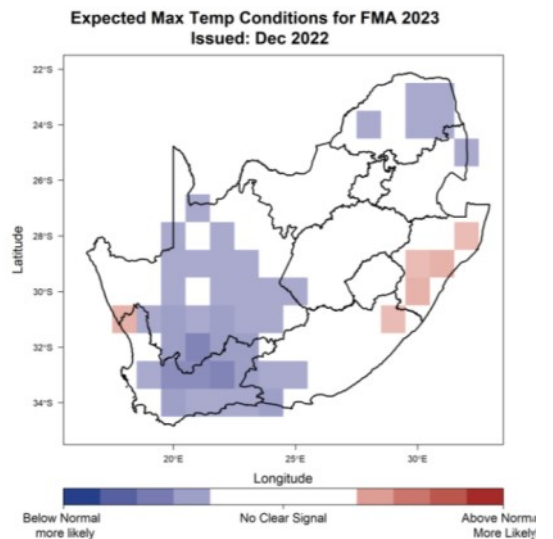 Expected Max Temp Conditions for FMA 2023
Issued: Dec 2022
22°S
24°S
26°S
28°S
30°S
32°S
34°S
Latitude
20°E
25°E
30°E
Longitude
Below Normal
more likely
No Clear Signal
Above Norma
More Likely